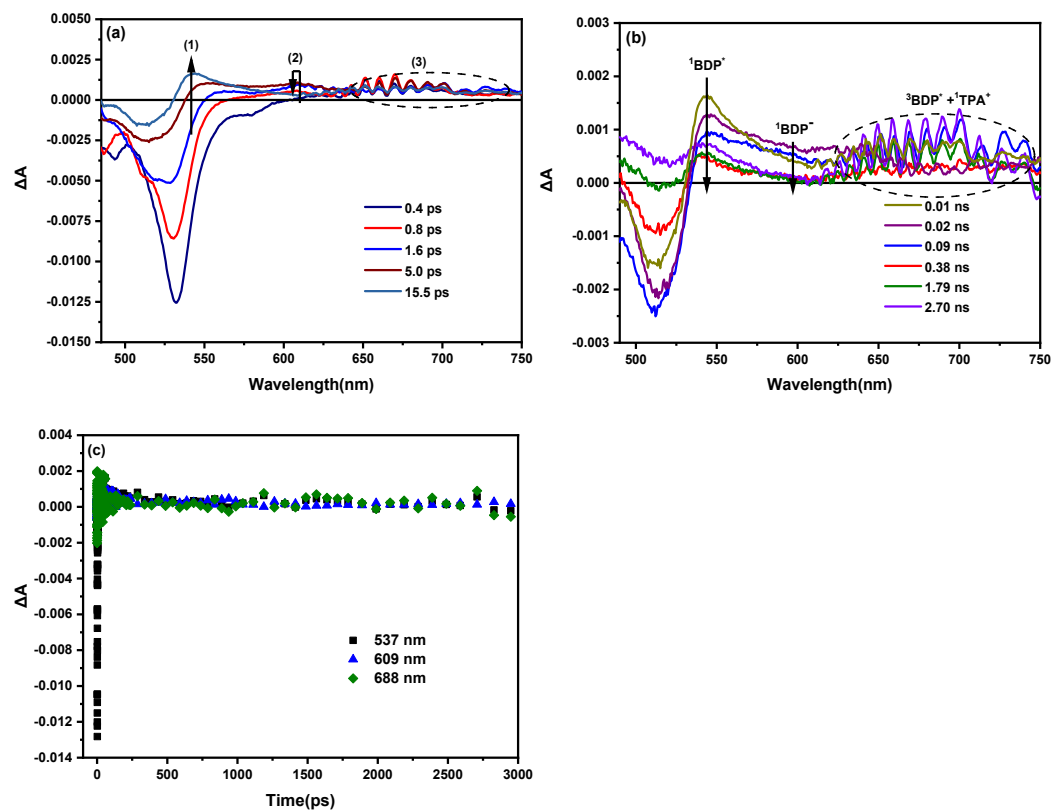 (a)
(1)
(2)
(3)
0.0050
0.0025
0.0000
-0.0025
-0.0050
-0.0075
-0.0100
-0.0125
-0.0150
ΔA
0.4 ps
0.8 ps
1.6 ps
5.0 ps
15.5 ps
500 550 600 650 700 750
Wavelength(nm)
(b)
¹BDP*
¹BDP⁻
³BDP* +¹TPA⁺
0.003
0.002
0.001
0.000
-0.001
-0.002
-0.003
ΔA
0.01 ns
0.02 ns
0.09 ns
0.38 ns
1.79 ns
2.70 ns
500 550 600 650 700 750
Wavelength(nm)
(c)
0.004
0.002
0.000
-0.002
-0.004
-0.006
-0.008
-0.010
-0.012
-0.014
ΔA
537 nm
609 nm
688 nm
0 500 1000 1500 2000 2500 3000
Time(ps)